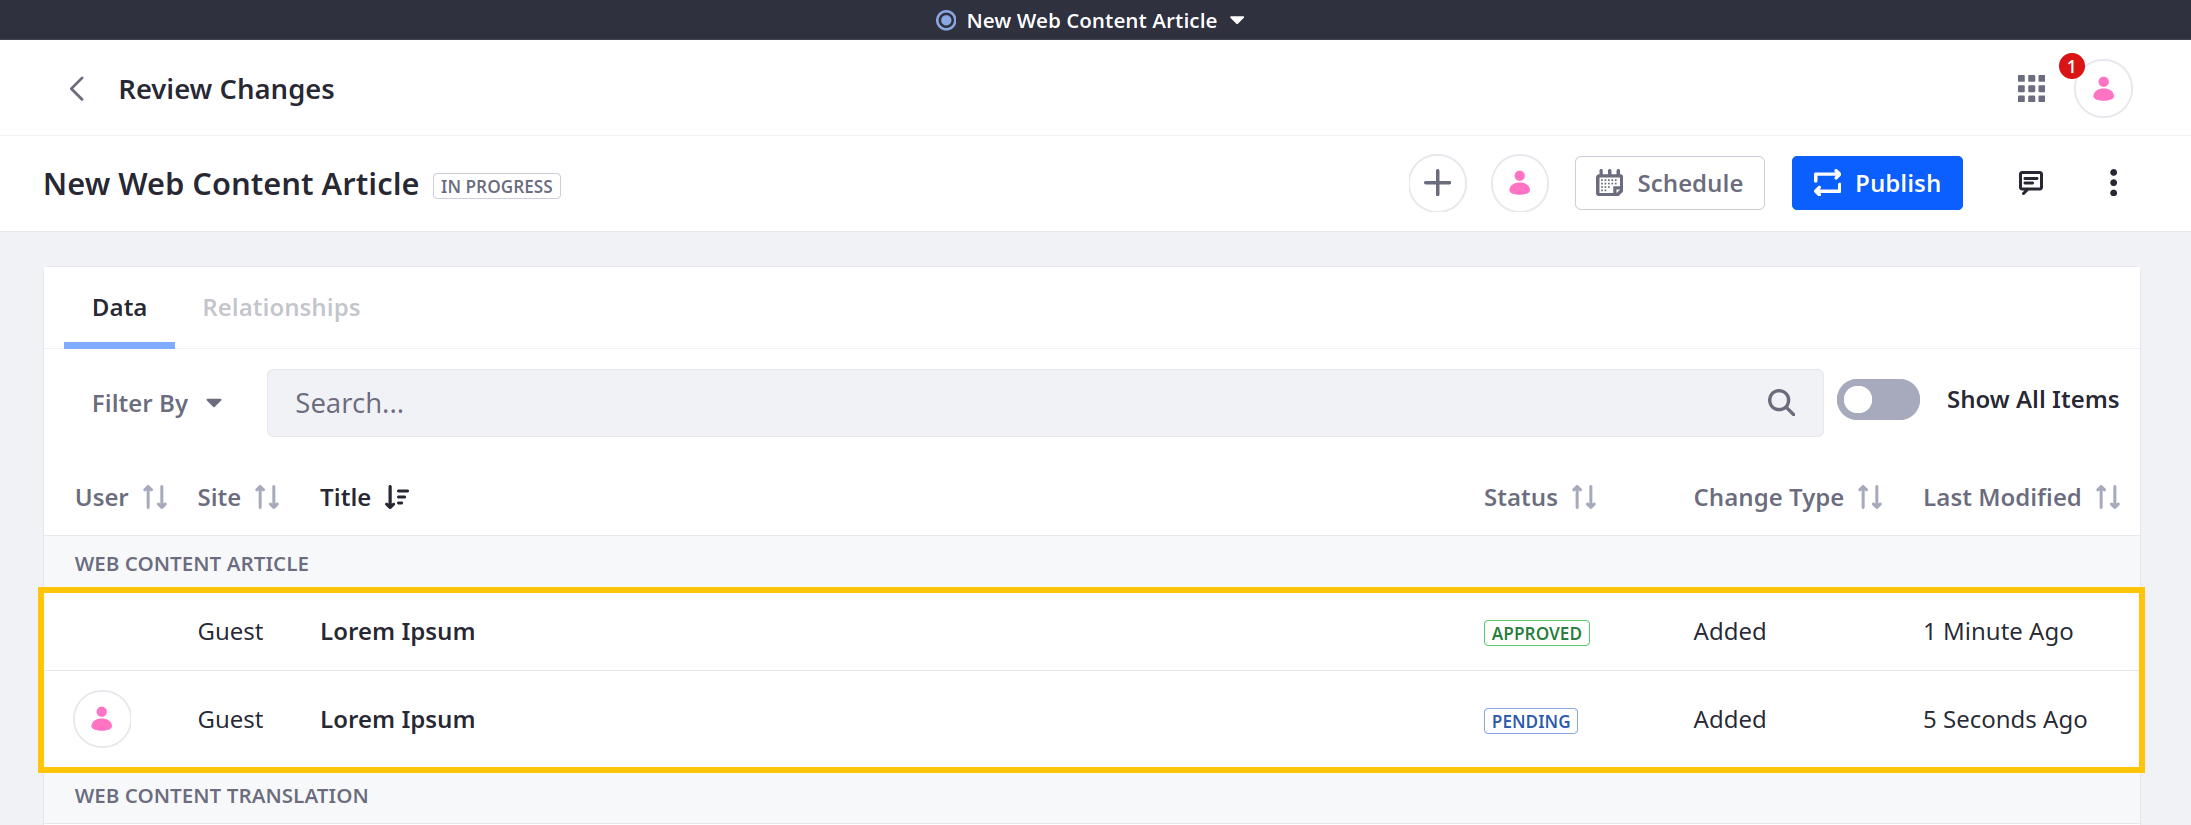 New Web Content Article
Review Changes
1
New Web Content Article IN PROGRESS
Schedule
Publish
Data Relationships
Filter By
Search...
Show All Items
User Site Title Status Change Type Last Modified
WEB CONTENT ARTICLE
Guest Lorem Ipsum APPROVED Added 1 Minute Ago
Guest Lorem Ipsum PENDING Added 5 Seconds Ago
WEB CONTENT TRANSLATION